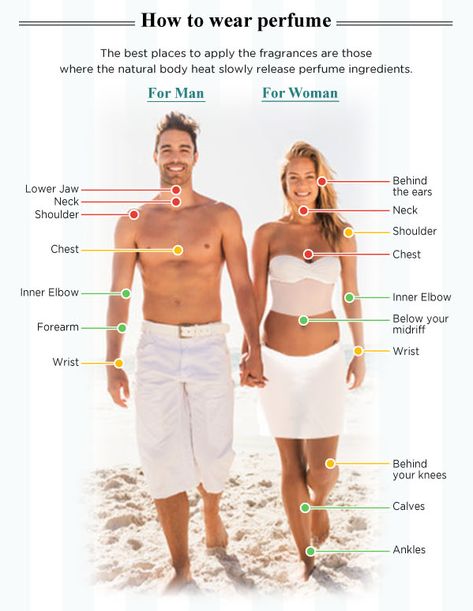 How to wear perfume
The best places to apply the fragrances are those
where the natural body heat slowly release perfume ingredients.
For Man
For Woman
Lower Jaw
Neck
Shoulder
Chest
Inner Elbow
Forearm
Wrist
Behind
the ears
Neck
Shoulder
Chest
Inner Elbow
Below your
midriff
Wrist
Behind
your knees
Calves
Ankles